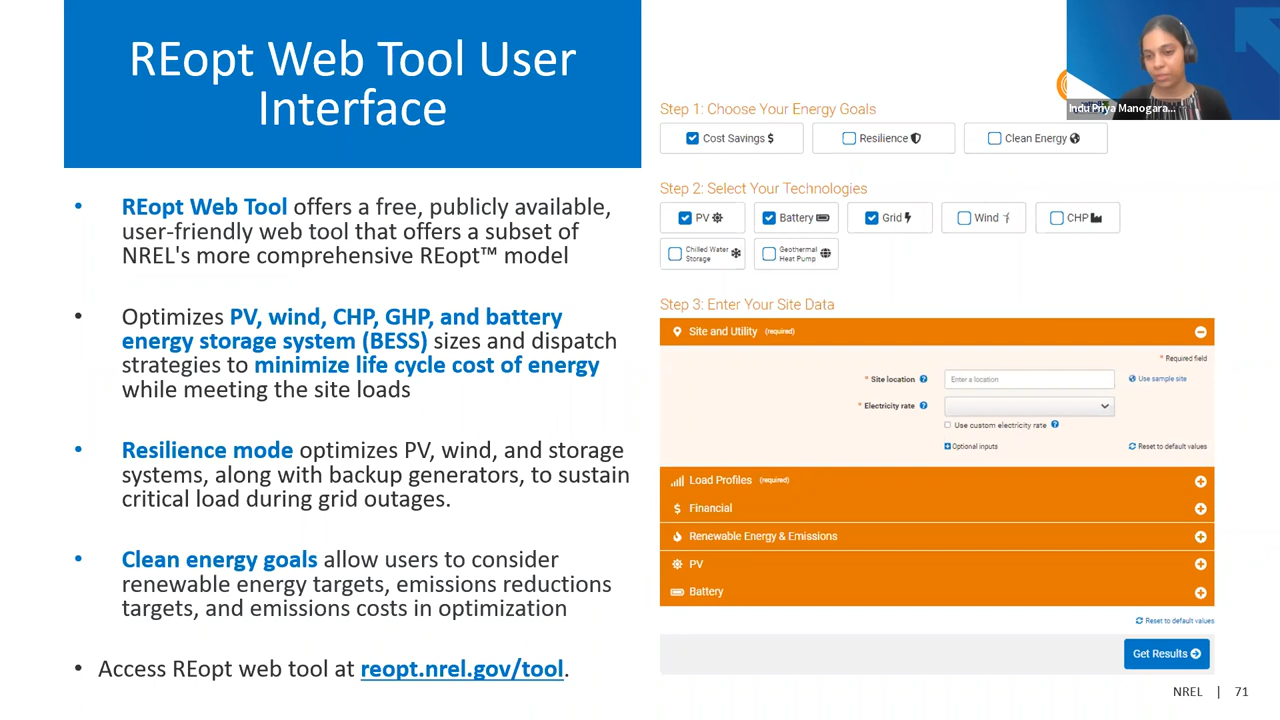 REopt Web Tool User
Interface
• REopt Web Tool offers a free, publicly available,
user-friendly web tool that offers a subset of
NREL's more comprehensive REopt™ model
• Optimizes PV, wind, CHP, GHP, and battery
energy storage system (BESS) sizes and dispatch
strategies to minimize life cycle cost of energy
while meeting the site loads
• Resilience mode optimizes PV, wind, and storage
systems, along with backup generators, to sustain
critical load during grid outages.
• Clean energy goals allow users to consider
renewable energy targets, emissions reductions
targets, and emissions costs in optimization
• Access REopt web tool at reopt.nrel.gov/tool.
Indu Priya Manogara...
Step 1: Choose Your Energy Goals
Cost Savings $ Resilience Clean Energy
Step 2: Select Your Technologies
PV Battery Grid Wind CHP
Chilled Water
Storage
Geothermal
Heat Pump
Step 3: Enter Your Site Data
Site and Utility (required)
* Required field
* Site location ? Enter a location Use sample site
* Electricity rate ?
Use custom electricity rate ?
Optional inputs Reset to default values
Load Profiles (required)
$ Financial
Renewable Energy & Emissions
PV
Battery
Reset to default values
Get Results
NREL | 71